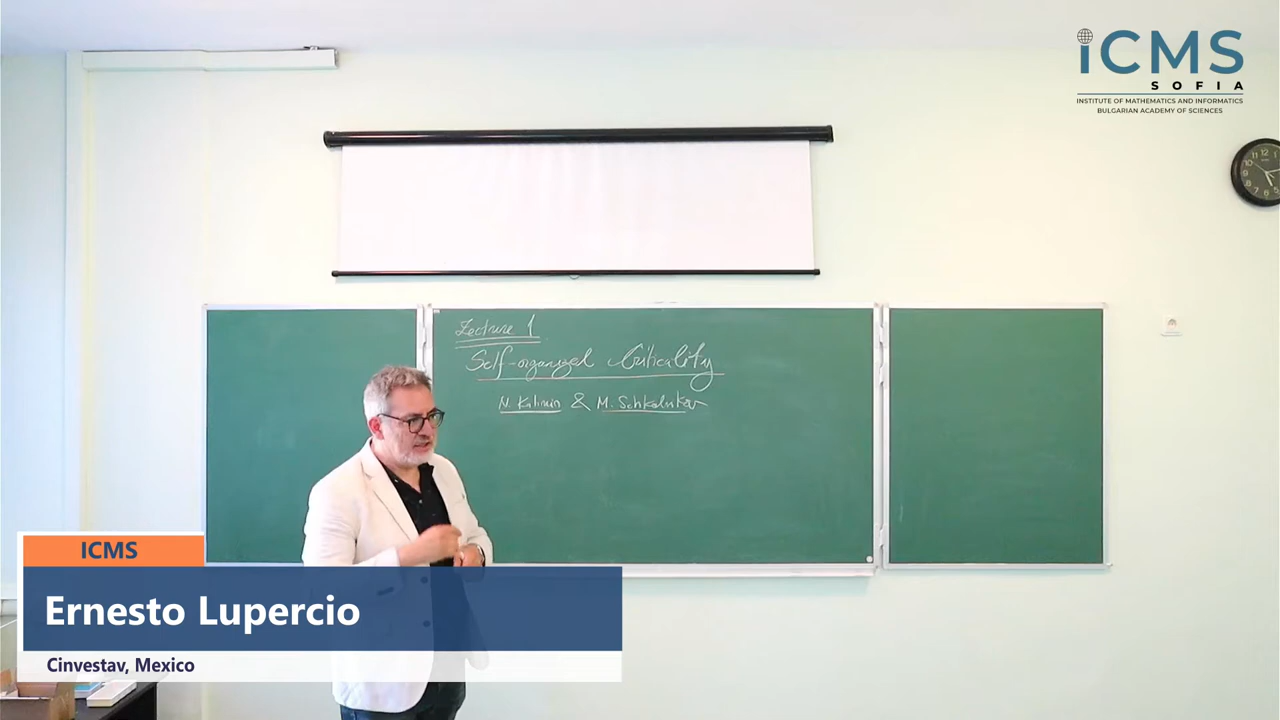 iCMS
SOFIA
INSTITUTE OF MATHEMATICS AND INFORMATICS
BULGARIAN ACADEMY OF SCIENCES
Lecture 1
Self-organized Criticality
N. Kalinin & M. Schkolnikov
ICMS
Ernesto Lupercio
Cinvestav, Mexico